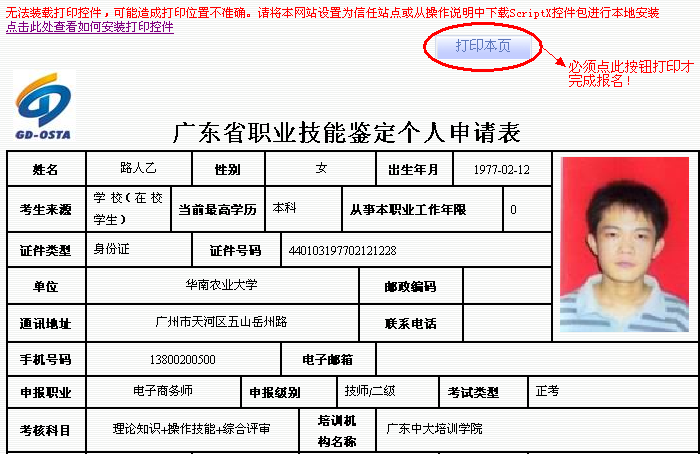 无法装载打印控件，可能造成打印位置不准确。请将本网站设置为信任站点或从操作说明中下载ScriptX控件包进行本地安装
点击此处查看如何安装打印控件
打印本页
必须点此按钮打印才
完成报名！
GD-OSTA
广东省职业技能鉴定个人申请表
姓名 路人乙 性别 女 出生年月 1977-02-12
考生来源 学校(在校
学生) 当前最高学历 本科 从事本职业工作年限 0
证件类型 身份证 证件号码 440103197702121228
单位 华南农业大学 邮政编码
通讯地址 广州市天河区五山岳州路 联系电话
手机号码 13800200500 电子邮箱
申报职业 电子商务师 申报级别 技师/二级 考试类型 正考
考核科目 理论知识+操作技能+综合评审 培训机
构名称 广东中大培训学院